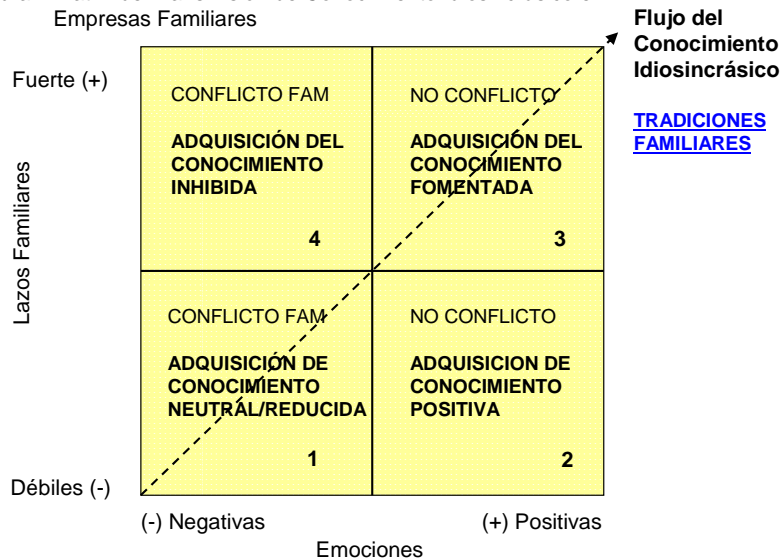 Empresas Familiares
Flujo del
Conocimiento
Idiosincrásico
TRADICIONES
FAMILIARES
Fuerte (+)
Lazos Familiares
Débiles (-)
CONFLICTO FAM
ADQUISICIÓN DEL
CONOCIMIENTO
INHIBIDA
4
NO CONFLICTO
ADQUISICIÓN DEL
CONOCIMIENTO
FOMENTADA
3
CONFLICTO FAM
ADQUISICIÓN DE
CONOCIMIENTO
NEUTRAL/REDUCIDA
1
NO CONFLICTO
ADQUISICION DE
CONOCIMIENTO
POSITIVA
2
(-) Negativas
(+) Positivas
Emociones